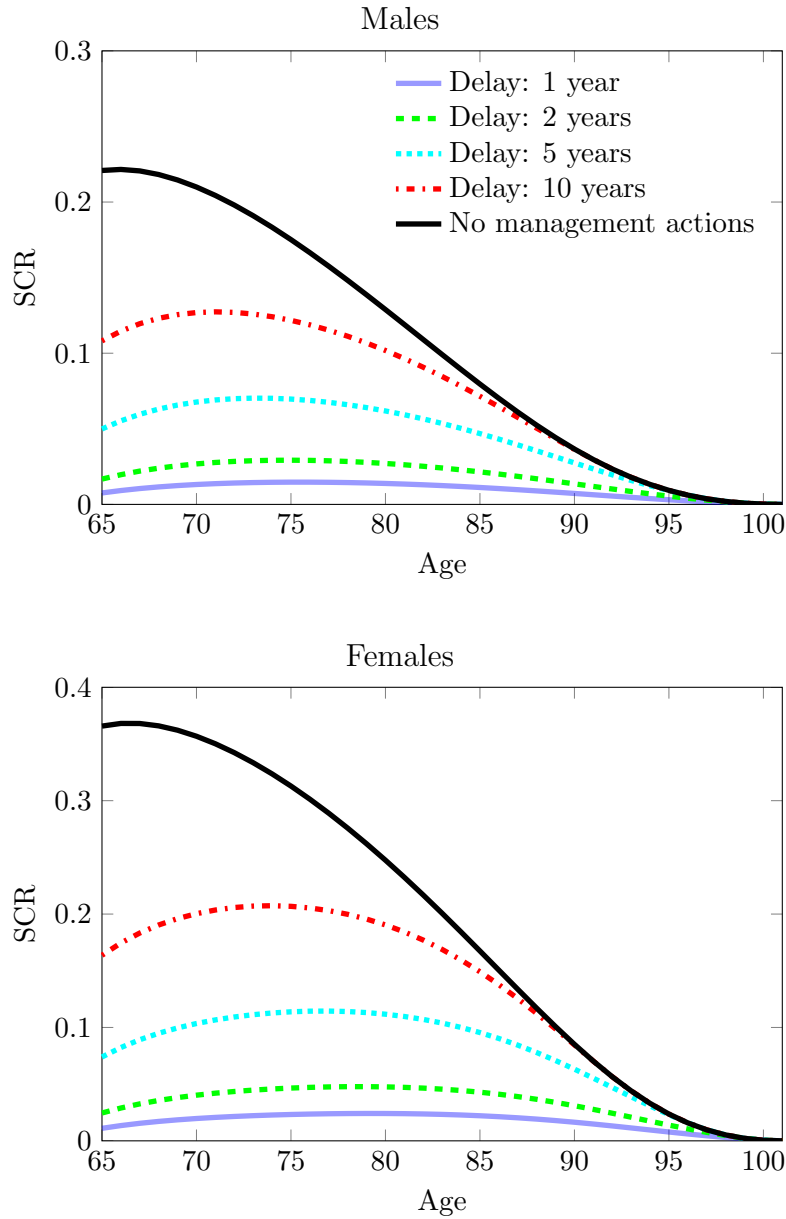 Males
0.3
0.2
0.1
0
SCR
Delay: 1 year
Delay: 2 years
Delay: 5 years
Delay: 10 years
No management actions
65 70 75 80 85 90 95 100
Age
Females
0.4
0.3
0.2
0.1
0
SCR
65 70 75 80 85 90 95 100
Age